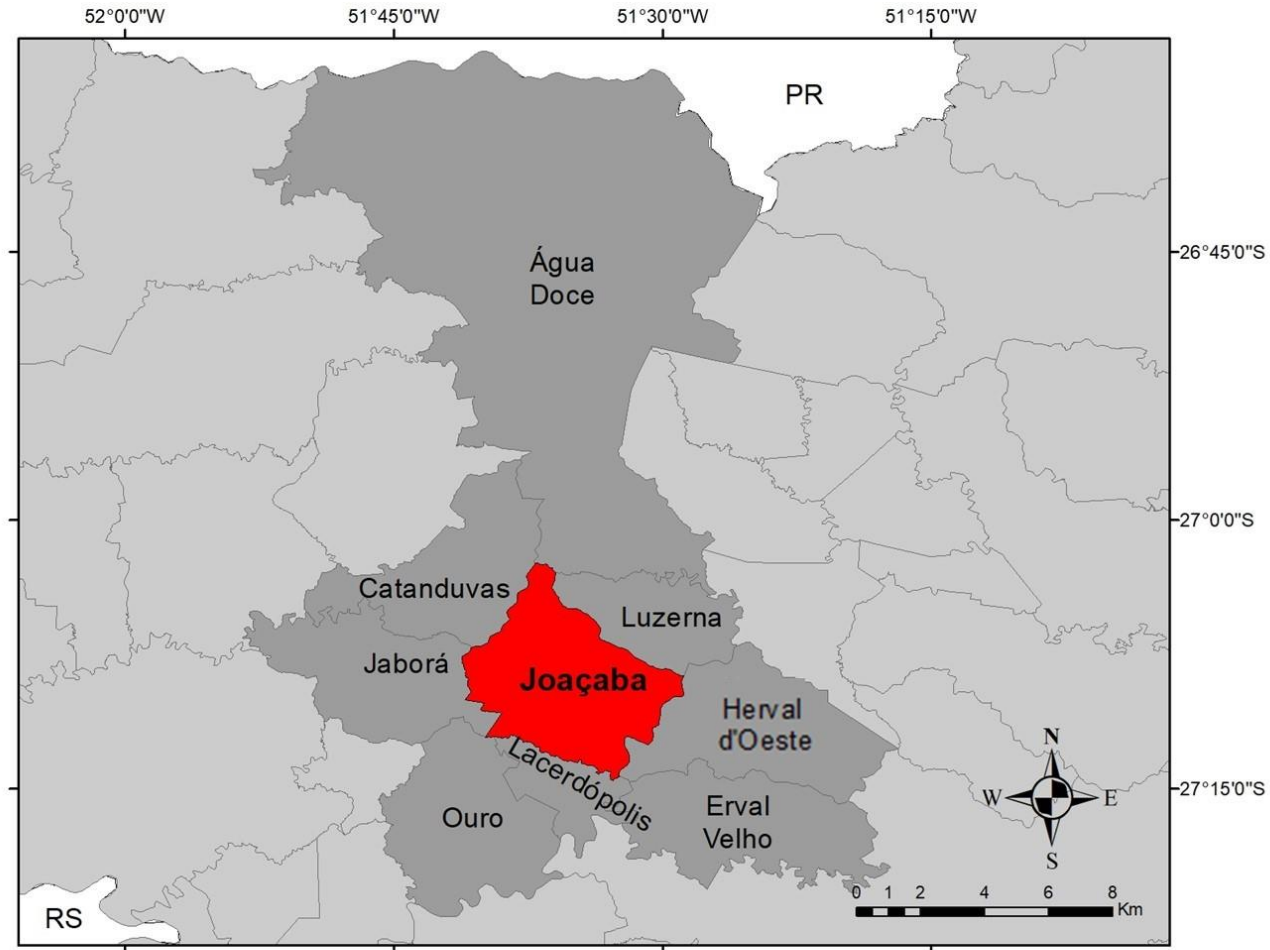 52°0'0"W
51°45'0"W
51°30'0"W
51°15'0"W
PR
26°45'0"S
Água
Doce
27°0'0"S
Catanduvas
Luzerna
Jaborá
Joaçaba
Herval
d'Oeste
Lacerdópolis
27°15'0"S
Ouro
Erval
Velho
N
W
E
S
0 1 2 4 6 8
Km
RS